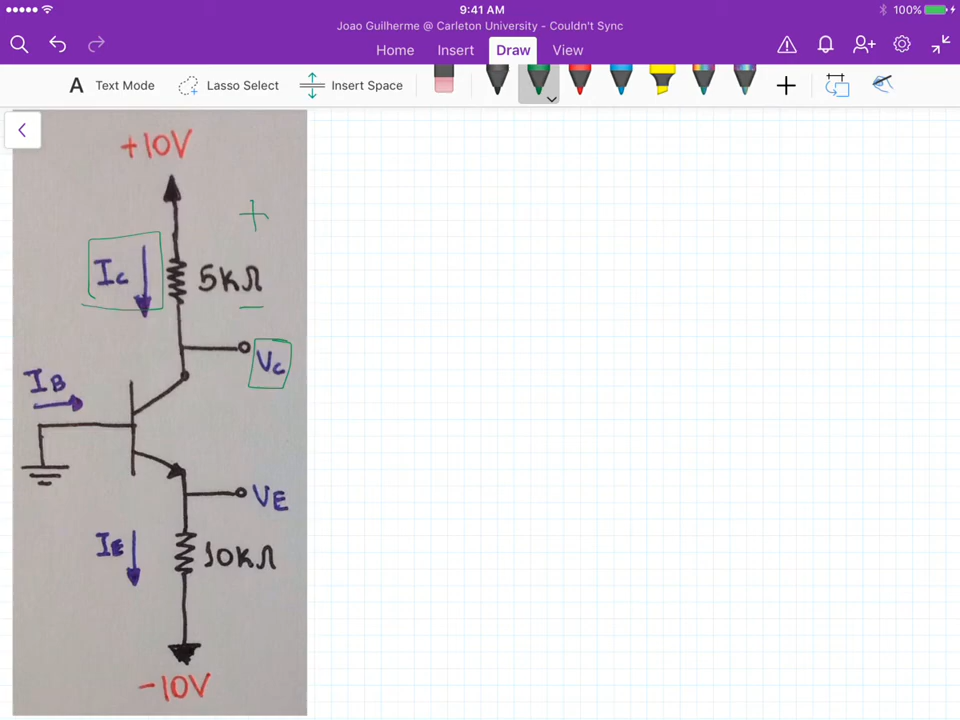 9:41 AM
100%
Joao Guilherme @ Carleton University - Couldn't Sync
Home Insert Draw View
A Text Mode Lasso Select Insert Space
+10V
+
Ic
5kΩ
−
Vc
IB
VE
IE
10kΩ
-10V